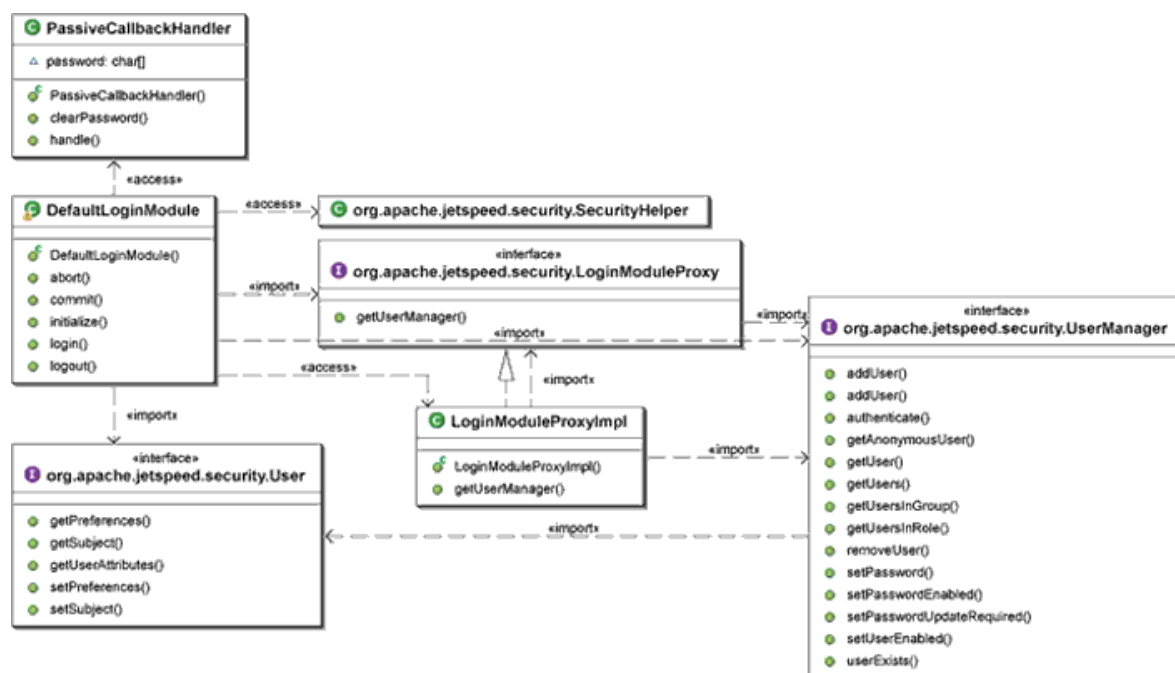 PassiveCallbackHandler
password: char[]
PassiveCallbackHandler()
clearPassword()
handle()
«access»
DefaultLoginModule
DefaultLoginModule()
abort()
commit()
initialize()
login()
logout()
«access»
org.apache.jetspeed.security.SecurityHelper
«interface»
org.apache.jetspeed.security.LoginModuleProxy
getUserManager()
«import»
«import»
«import»
«access»
«import»
«import»
LoginModuleProxyImpl
LoginModuleProxyImpl()
getUserManager()
«import»
«interface»
org.apache.jetspeed.security.User
getPreferences()
getSubject()
getUserAttributes()
setPreferences()
setSubject()
«import»
«interface»
org.apache.jetspeed.security.UserManager
addUser()
addUser()
authenticate()
getAnonymousUser()
getUser()
getUsers()
getUsersInGroup()
getUsersInRole()
removeUser()
setPassword()
setPasswordEnabled()
setPasswordUpdateRequired()
setUserEnabled()
userExists()